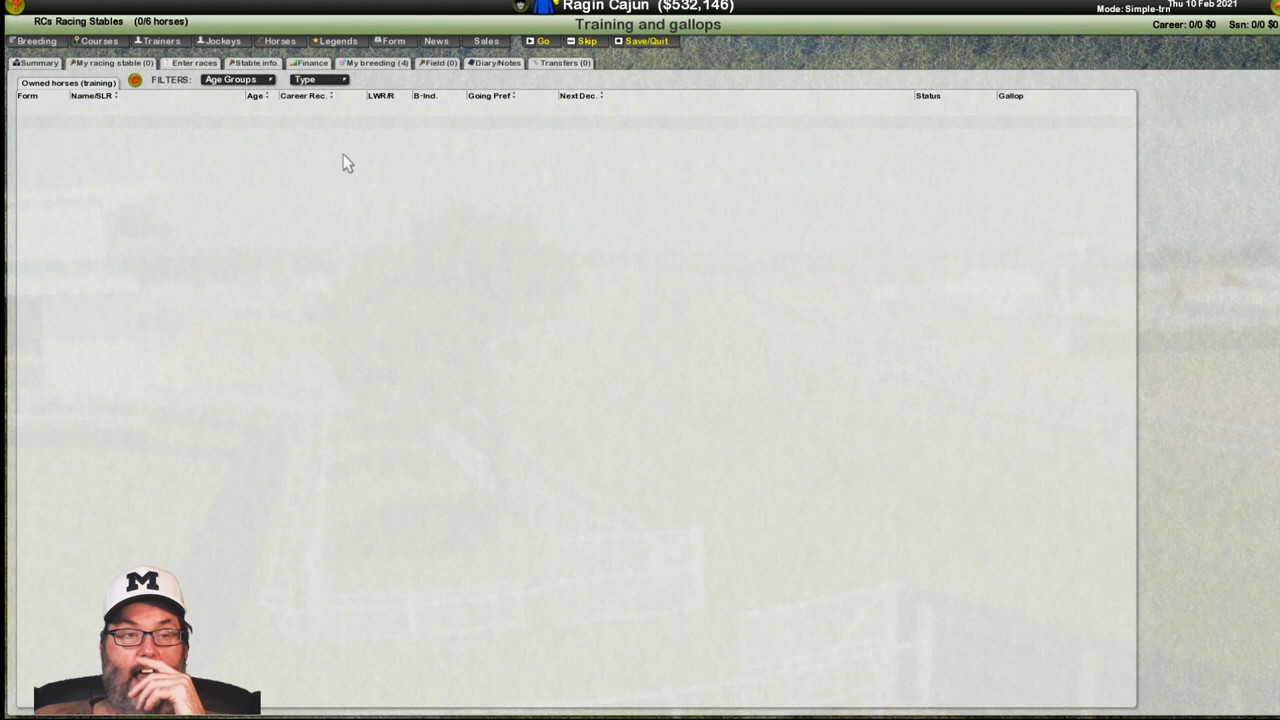 Ragin Cajun ($532,146)
Mode: Simple-trn Thu 10 Feb 2021
RCs Racing Stables (0/6 horses)
Training and gallops
Career: 0/0 $0 Ssn: 0/0 $0
Breeding Courses Trainers Jockeys Horses Legends Form News Sales Go Skip Save/Quit
Summary My racing stable (0) Enter races Stable info. Finance My breeding (4) Field (0) Diary/Notes Transfers (0)
Owned horses (training) FILTERS: Age Groups Type
Form Name/SLR Age Career Rec. LWR/R B-Ind. Going Pref Next Dec. Status Gallop
M